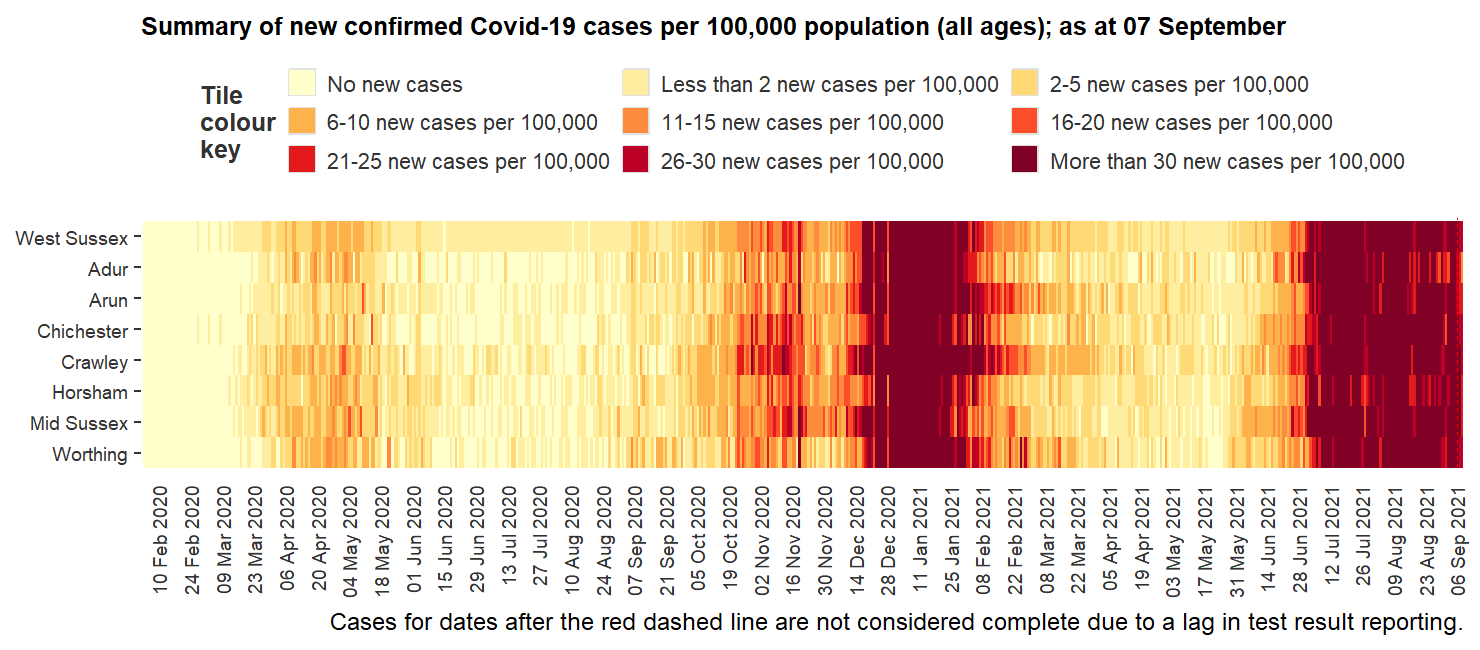 Summary of new confirmed Covid-19 cases per 100,000 population (all ages); as at 07 September
Tile
colour
key
No new cases
Less than 2 new cases per 100,000
2-5 new cases per 100,000
6-10 new cases per 100,000
11-15 new cases per 100,000
16-20 new cases per 100,000
21-25 new cases per 100,000
26-30 new cases per 100,000
More than 30 new cases per 100,000
West Sussex
Adur
Arun
Chichester
Crawley
Horsham
Mid Sussex
Worthing
10 Feb 2020
24 Feb 2020
09 Mar 2020
23 Mar 2020
06 Apr 2020
20 Apr 2020
04 May 2020
18 May 2020
01 Jun 2020
15 Jun 2020
29 Jun 2020
13 Jul 2020
27 Jul 2020
10 Aug 2020
24 Aug 2020
07 Sep 2020
21 Sep 2020
05 Oct 2020
19 Oct 2020
02 Nov 2020
16 Nov 2020
30 Nov 2020
14 Dec 2020
28 Dec 2020
11 Jan 2021
25 Jan 2021
08 Feb 2021
22 Feb 2021
08 Mar 2021
22 Mar 2021
05 Apr 2021
19 Apr 2021
03 May 2021
17 May 2021
31 May 2021
14 Jun 2021
28 Jun 2021
12 Jul 2021
26 Jul 2021
09 Aug 2021
23 Aug 2021
06 Sep 2021
Cases for dates after the red dashed line are not considered complete due to a lag in test result reporting.